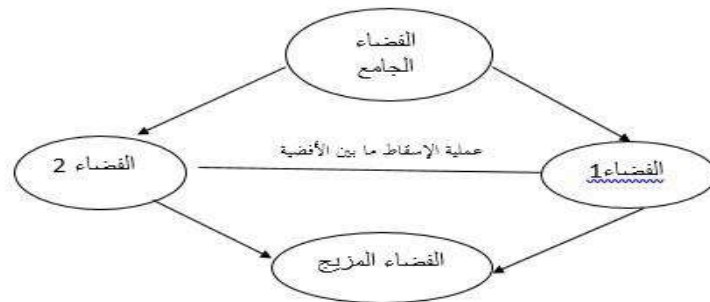 الفضاء
الجامع
عملية الإسقاط ما بين الأفضية
الفضاء1
الفضاء 2
الفضاء المزيج